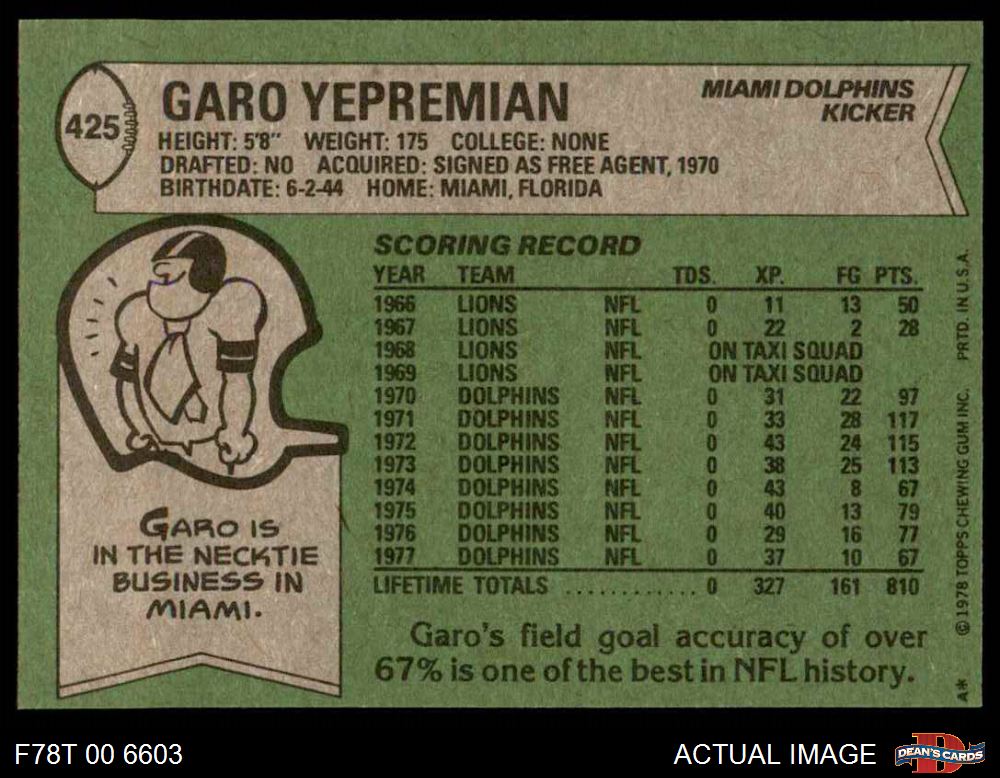 425
GARO YEPREMIAN
MIAMI DOLPHINS
KICKER
HEIGHT: 5'8" WEIGHT: 175 COLLEGE: NONE
DRAFTED: NO ACQUIRED: SIGNED AS FREE AGENT, 1970
BIRTHDATE: 6-2-44 HOME: MIAMI, FLORIDA
GARO IS
IN THE NECKTIE
BUSINESS IN
MIAMI.
SCORING RECORD
YEAR TEAM TDS. XP. FG PTS.
1966 LIONS NFL 0 11 13 50
1967 LIONS NFL 0 22 2 28
1968 LIONS NFL ON TAXI SQUAD
1969 LIONS NFL ON TAXI SQUAD
1970 DOLPHINS NFL 0 31 22 97
1971 DOLPHINS NFL 0 33 28 117
1972 DOLPHINS NFL 0 43 24 115
1973 DOLPHINS NFL 0 38 25 113
1974 DOLPHINS NFL 0 43 8 67
1975 DOLPHINS NFL 0 40 13 79
1976 DOLPHINS NFL 0 29 16 77
1977 DOLPHINS NFL 0 37 10 67
LIFETIME TOTALS ............ 0 327 161 810
Garo's field goal accuracy of over
67% is one of the best in NFL history.
A* © 1978 TOPPS CHEWING GUM INC. PRTD. IN U.S.A.
F78T 00 6603
ACTUAL IMAGE
D
DEAN'S CARDS